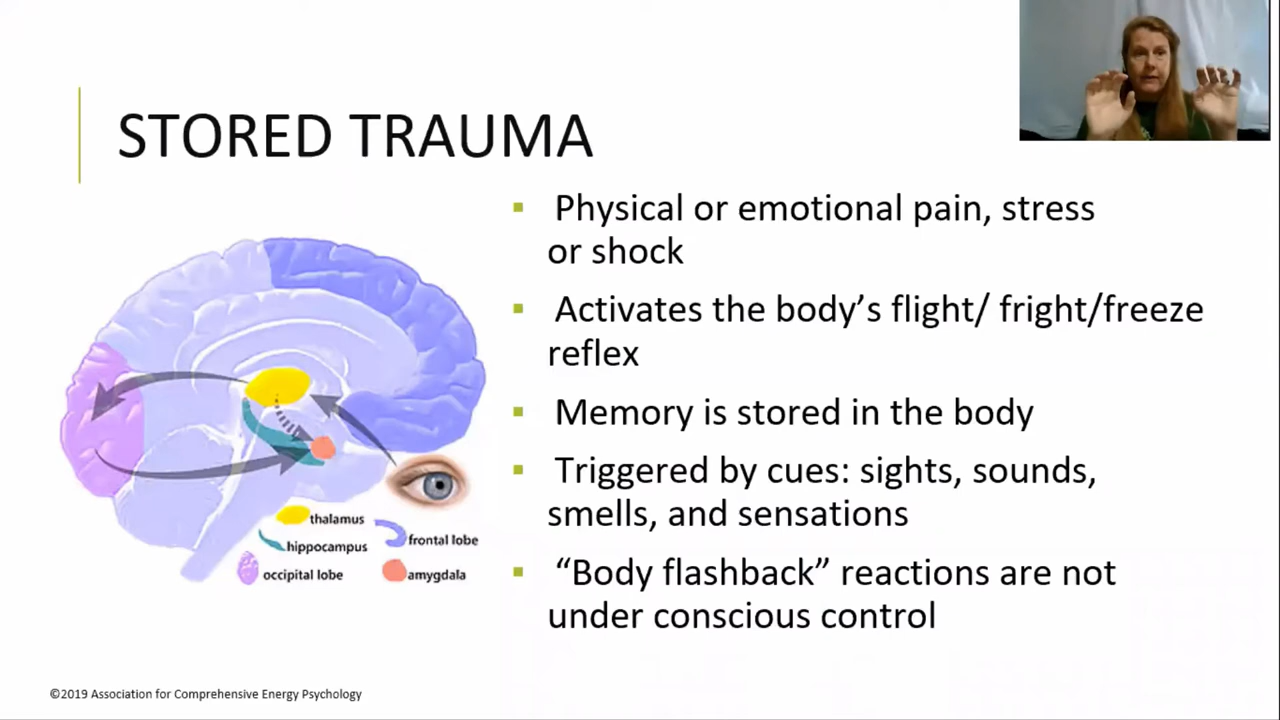 STORED TRAUMA
▪ Physical or emotional pain, stress
or shock
▪ Activates the body’s flight/ fright/freeze
reflex
▪ Memory is stored in the body
▪ Triggered by cues: sights, sounds,
smells, and sensations
▪ “Body flashback” reactions are not
under conscious control
thalamus
frontal lobe
hippocampus
occipital lobe
amygdala
©2019 Association for Comprehensive Energy Psychology